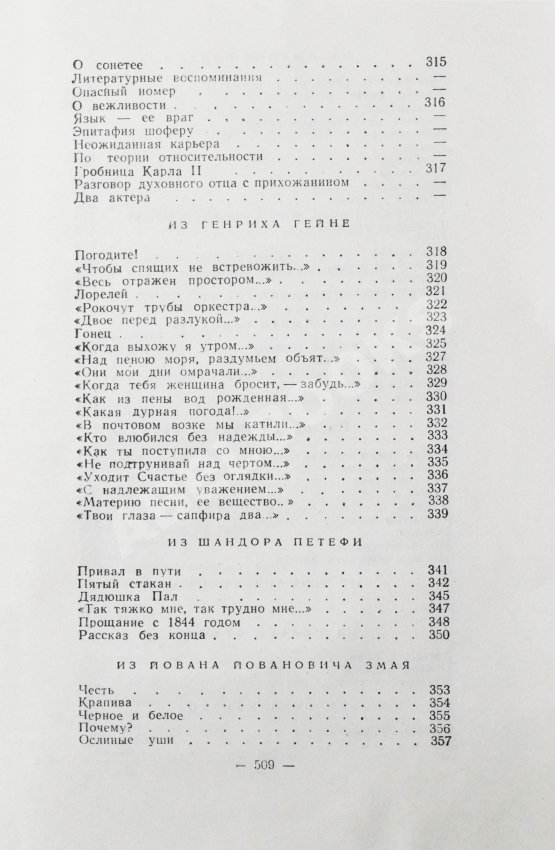 О сонетее . . . . . . . . . . . . . . 315
Литературные воспоминания . . . . . . . . . —
Опасный номер . . . . . . . . . . . . —
О вежливости . . . . . . . . . . . . . 316
Язык — ее враг . . . . . . . . . . . . —
Эпитафия шоферу . . . . . . . . . . . . —
Неожиданная карьера . . . . . . . . . . . —
По теории относительности . . . . . . . . . —
Гробница Карла II . . . . . . . . . . . 317
Разговор духовного отца с прихожанином . . . . —
Два актера . . . . . . . . . . . . . —
ИЗ ГЕНРИХА ГЕЙНЕ
Погодите! . . . . . . . . . . . . . . 318
«Чтобы спящих не встревожить...» . . . . . . . 319
«Весь отражен простором...» . . . . . . . . . 320
Лорелей . . . . . . . . . . . . . . . 321
«Рокочут трубы оркестра...» . . . . . . . . . 322
«Двое перед разлукой...» . . . . . . . . . . 323
Гонец . . . . . . . . . . . . . . . . 324
«Когда выхожу я утром...» . . . . . . . . . . 325
«Над пеною моря, раздумьем объят...» . . . . . 327
«Они мои дни омрачали...» . . . . . . . . . . 328
«Когда тебя женщина бросит, — забудь...» . . . . 329
«Как из пены вод рожденная...» . . . . . . . . 330
«Какая дурная погода!..» . . . . . . . . . . 331
«В почтовом возке мы катили...» . . . . . . . 332
«Кто влюбился без надежды...» . . . . . . . . 333
«Как ты поступила со мною...» . . . . . . . . 334
«Не подтрунивай над чертом...» . . . . . . . . 335
«Уходит Счастье без оглядки...» . . . . . . . 336
«С надлежащим уважением...» . . . . . . . . . 337
«Материю песни, ее вещество..» . . . . . . . . 338
«Твои глаза — сапфира два...» . . . . . . . . 339
ИЗ ШАНДОРА ПЕТЕФИ
Привал в пути . . . . . . . . . . . . 341
Пятый стакан . . . . . . . . . . . . . 342
Дядюшка Пал . . . . . . . . . . . . . 345
«Так тяжко мне, так трудно мне...» . . . . . . 347
Прощание с 1844 годом . . . . . . . . . . 348
Рассказ без конца . . . . . . . . . . . . 350
ИЗ ЙОВАНА ЙОВАНОВИЧА ЗМАЯ
Честь . . . . . . . . . . . . . . . 353
Крапива . . . . . . . . . . . . . . 354
Черное и белое . . . . . . . . . . . . 355
Почему? . . . . . . . . . . . . . . 356
Ослиные уши . . . . . . . . . . . . . 357
— 509 —